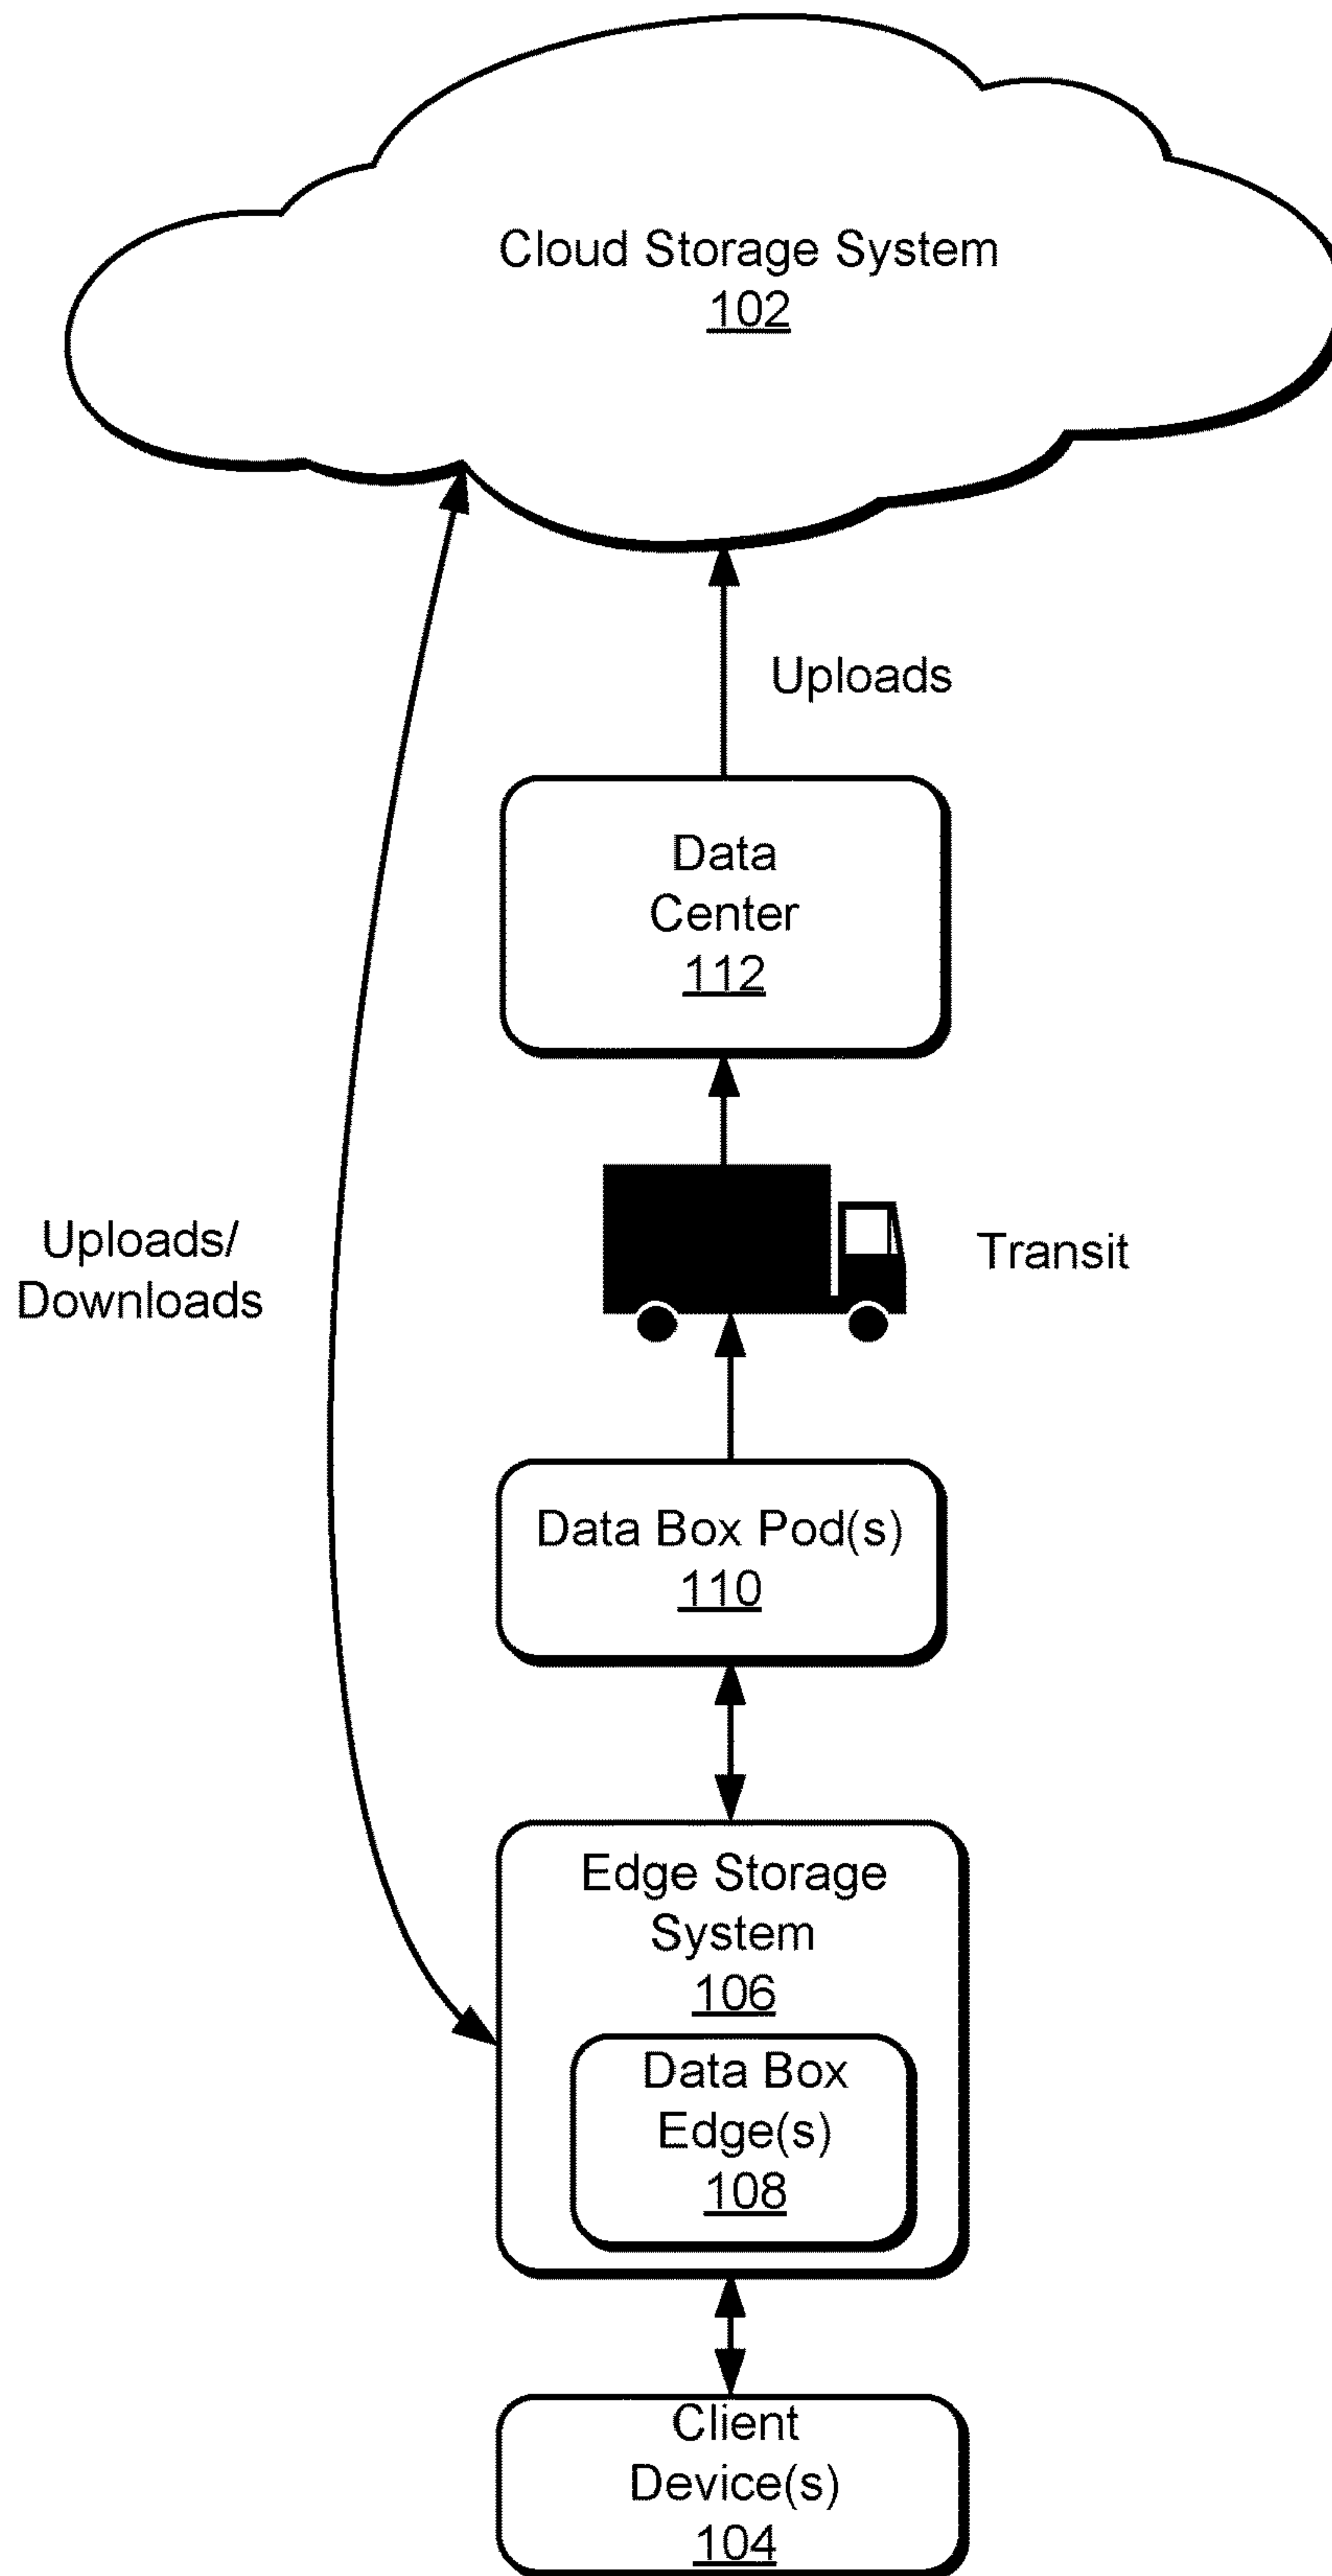 Cloud Storage System
102
Uploads
Data
Center
112
Uploads/
Downloads
Transit
Data Box Pod(s)
110
Edge Storage
System
106
Data Box
Edge(s)
108
Client
Device(s)
104